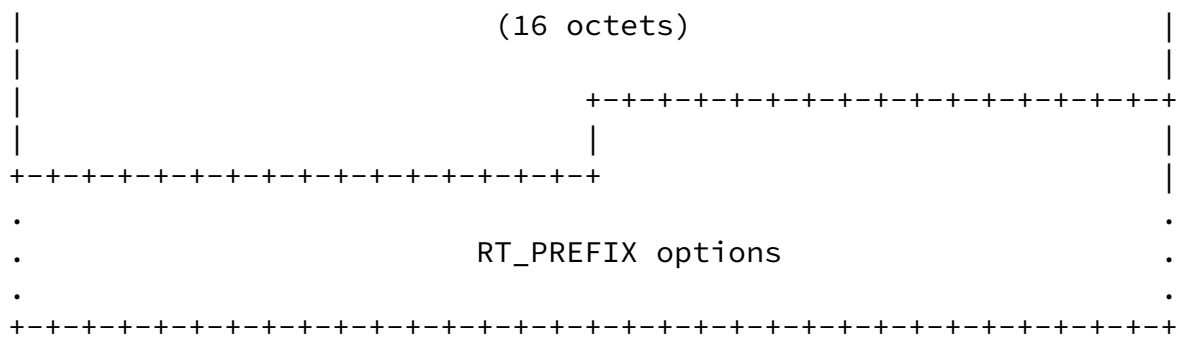 |                          (16 octets)                          |
|                                                               |
|                               +-+-+-+-+-+-+-+-+-+-+-+-+-+-+-+-+
|                               |                               |
+-+-+-+-+-+-+-+-+-+-+-+-+-+-+-+-+                               |
.                                                               .
.                         RT_PREFIX options                     .
.                                                               .
+-+-+-+-+-+-+-+-+-+-+-+-+-+-+-+-+-+-+-+-+-+-+-+-+-+-+-+-+-+-+-+-+